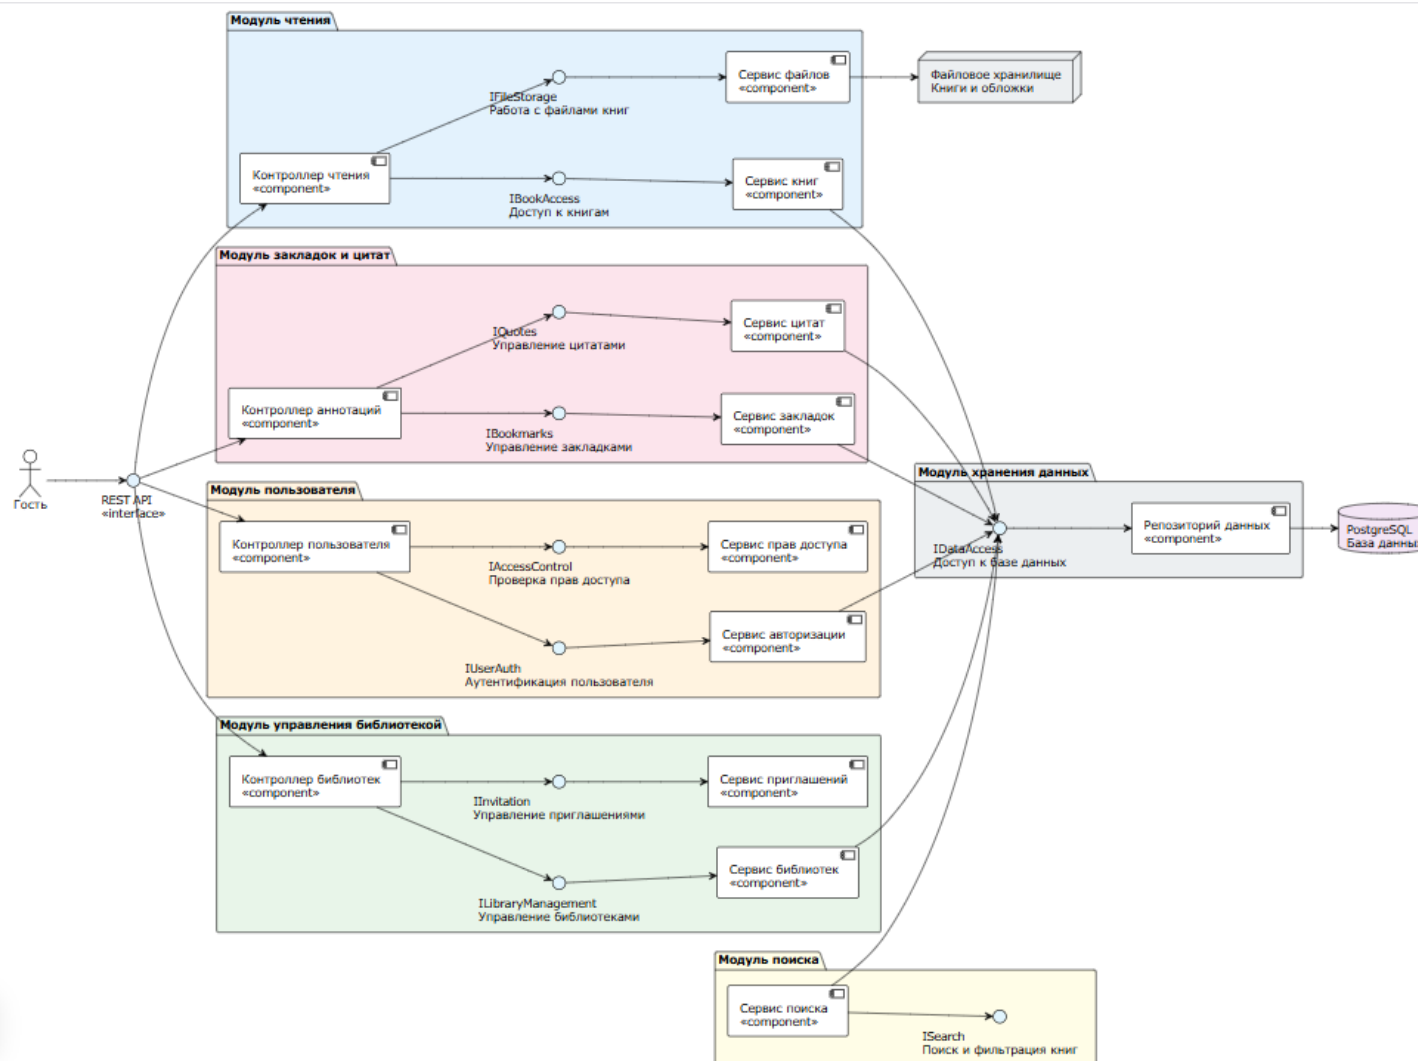 Модуль чтения
Сервис файлов
«component»
Файловое хранилище
Книги и обложки
IFileStorage
Работа с файлами книг
Контроллер чтения
«component»
Сервис книг
«component»
IBookAccess
Доступ к книгам
Модуль закладок и цитат
Сервис цитат
«component»
IQuotes
Управление цитатами
Контроллер аннотаций
«component»
Сервис закладок
«component»
IBookmarks
Управление закладками
Гость
REST API
«interface»
Модуль пользователя
Контроллер пользователя
«component»
Сервис прав доступа
«component»
IAccessControl
Проверка прав доступа
Сервис авторизации
«component»
IUserAuth
Аутентификация пользователя
Модуль хранения данных
Репозиторий данных
«component»
IDataAccess
Доступ к базе данных
PostgreSQL
База данны
Модуль управления библиотекой
Контроллер библиотек
«component»
Сервис приглашений
«component»
IInvitation
Управление приглашениями
Сервис библиотек
«component»
ILibraryManagement
Управление библиотеками
Модуль поиска
Сервис поиска
«component»
ISearch
Поиск и фильтрация книг